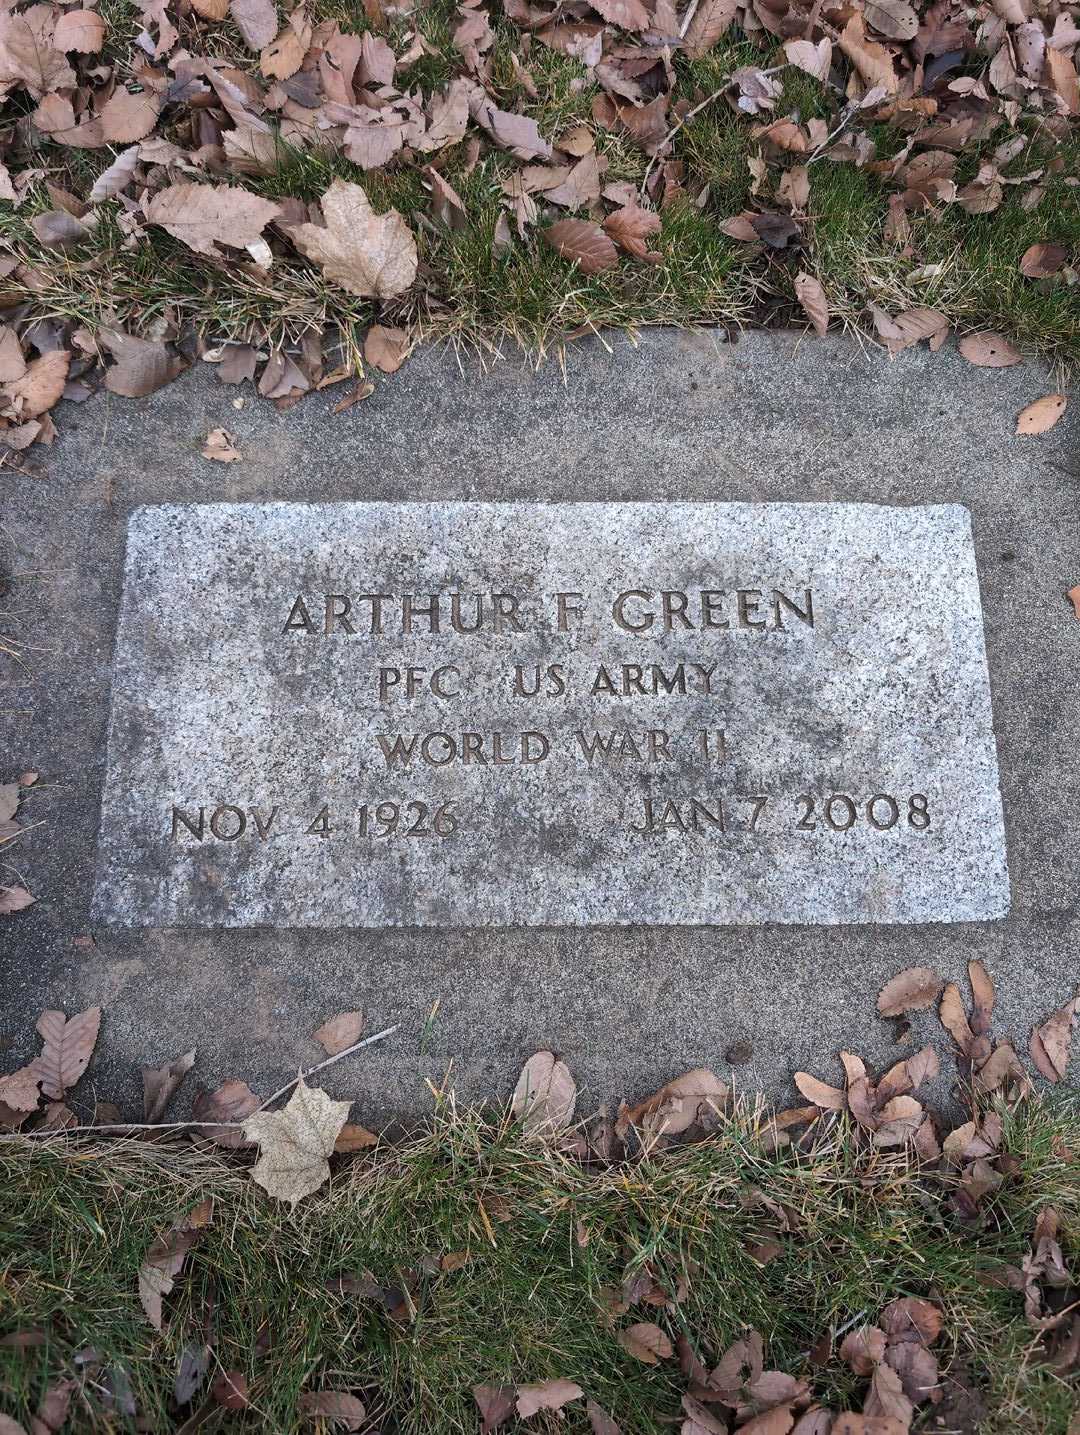 ARTHUR F GREEN
PFC US ARMY
WORLD WAR II
NOV 4 1926 JAN 7 2008